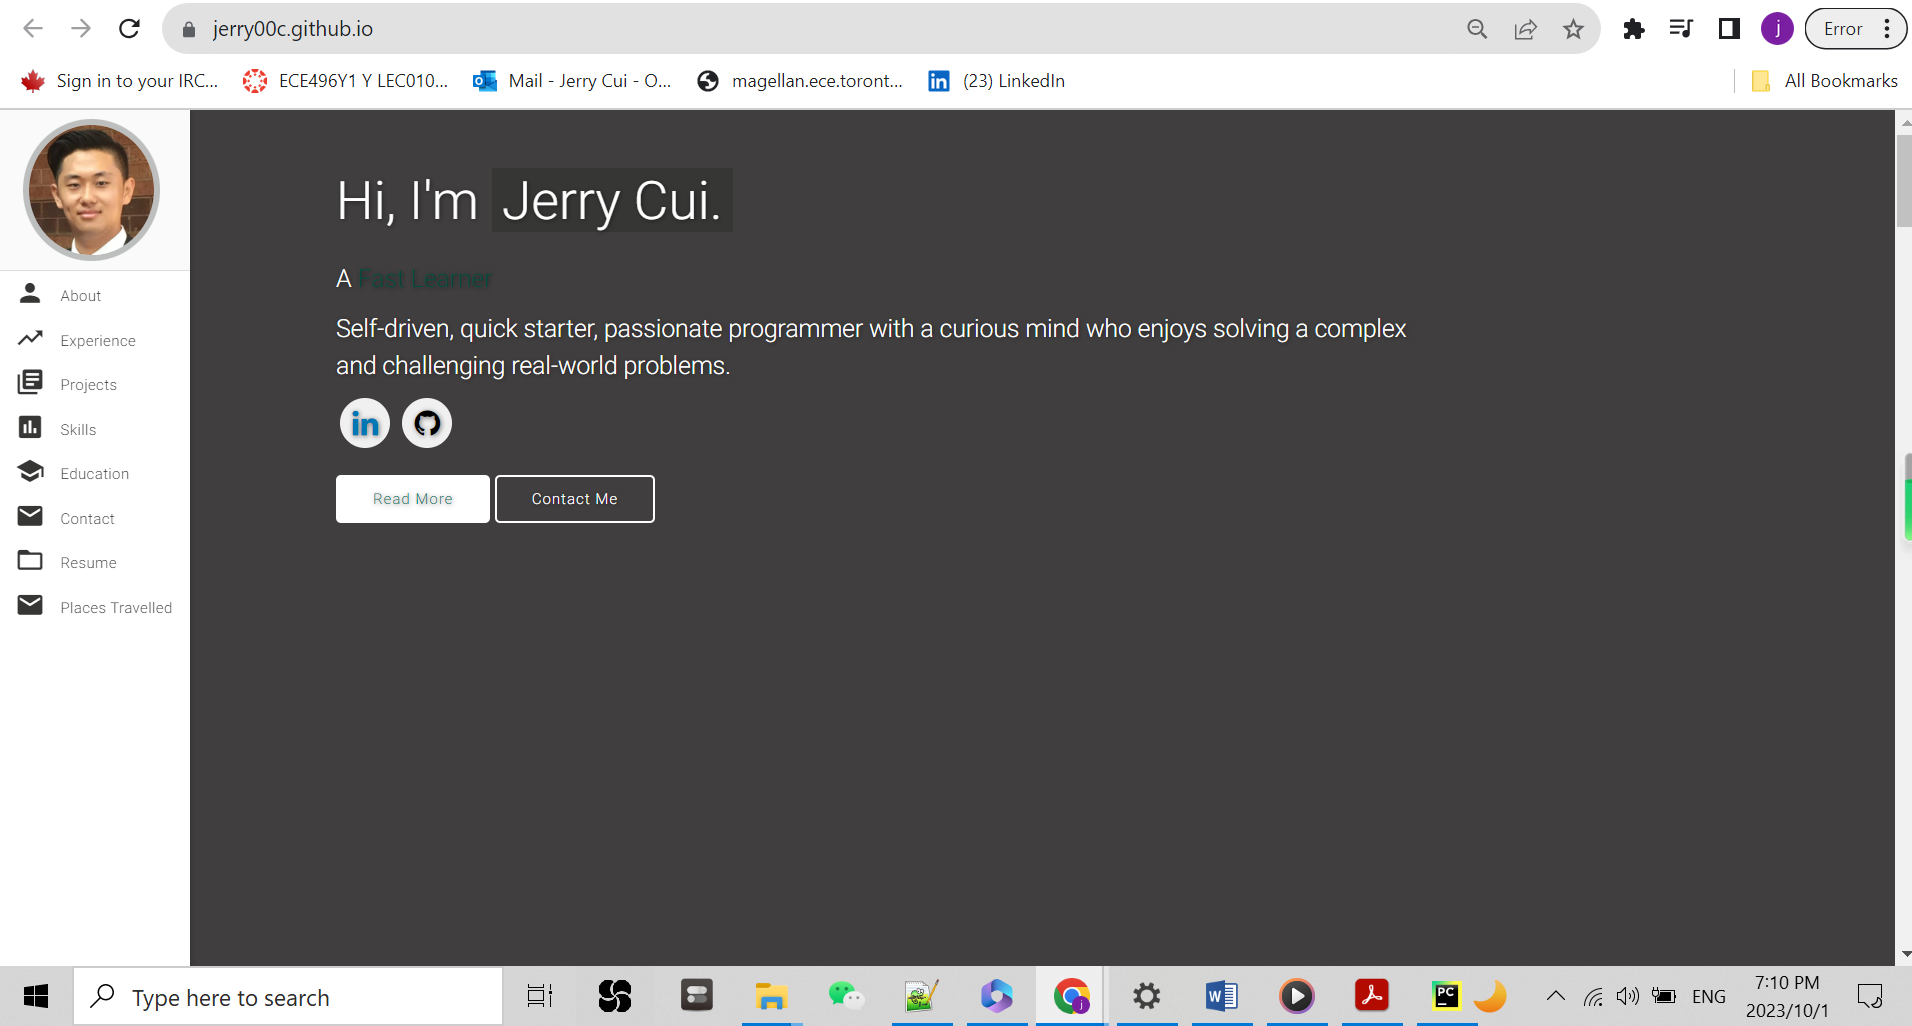 jerry00c.github.io
j
Error
Sign in to your IRC...
ECE496Y1 Y LEC010...
Mail - Jerry Cui - O...
magellan.ece.toront...
(23) LinkedIn
All Bookmarks
Hi, I'm Jerry Cui.
A Fast Learner
Self-driven, quick starter, passionate programmer with a curious mind who enjoys solving a complex
and challenging real-world problems.
in
Read More
Contact Me
About
Experience
Projects
Skills
Education
Contact
Resume
Places Travelled
Type here to search
j
PC
ENG
7:10 PM
2023/10/1